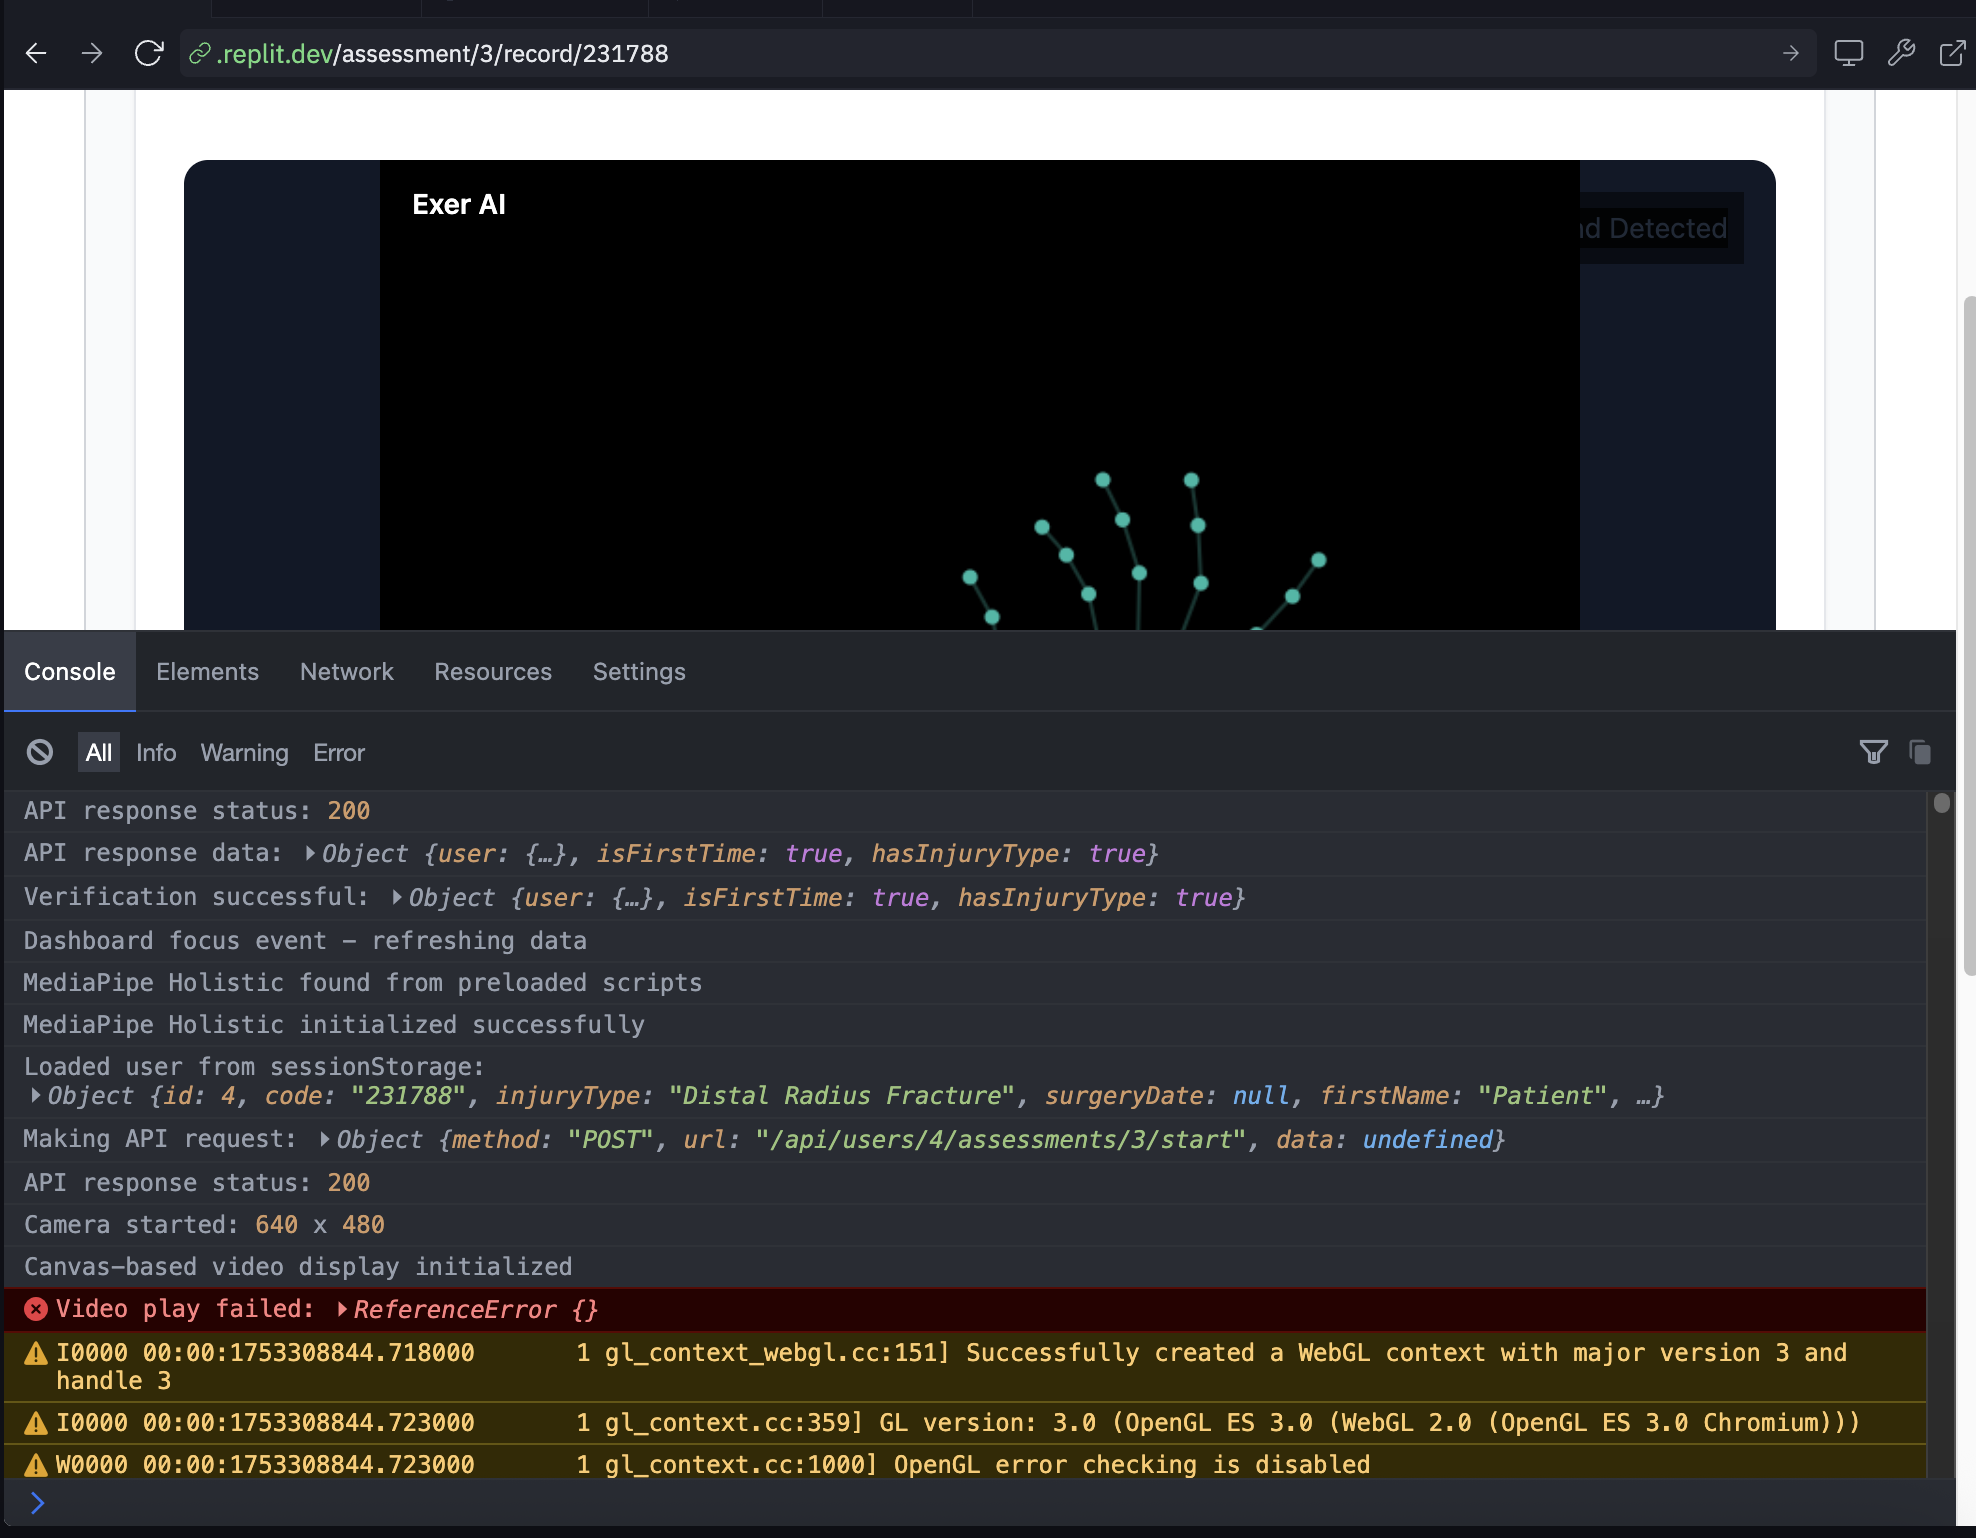 .replit.dev/assessment/3/record/231788
Exer AI
Detected
Console Elements Network Resources Settings
All Info Warning Error
API response status: 200
API response data: ▶Object {user: {…}, isFirstTime: true, hasInjuryType: true}
Verification successful: ▶Object {user: {…}, isFirstTime: true, hasInjuryType: true}
Dashboard focus event – refreshing data
MediaPipe Holistic found from preloaded scripts
MediaPipe Holistic initialized successfully
Loaded user from sessionStorage:
▶Object {id: 4, code: "231788", injuryType: "Distal Radius Fracture", surgeryDate: null, firstName: "Patient", …}
Making API request: ▶Object {method: "POST", url: "/api/users/4/assessments/3/start", data: undefined}
API response status: 200
Camera started: 640 x 480
Canvas–based video display initialized
Video play failed: ▶ReferenceError {}
I0000 00:00:1753308844.718000 1 gl_context_webgl.cc:151] Successfully created a WebGL context with major version 3 and
handle 3
I0000 00:00:1753308844.723000 1 gl_context.cc:359] GL version: 3.0 (OpenGL ES 3.0 (WebGL 2.0 (OpenGL ES 3.0 Chromium)))
W0000 00:00:1753308844.723000 1 gl_context.cc:1000] OpenGL error checking is disabled